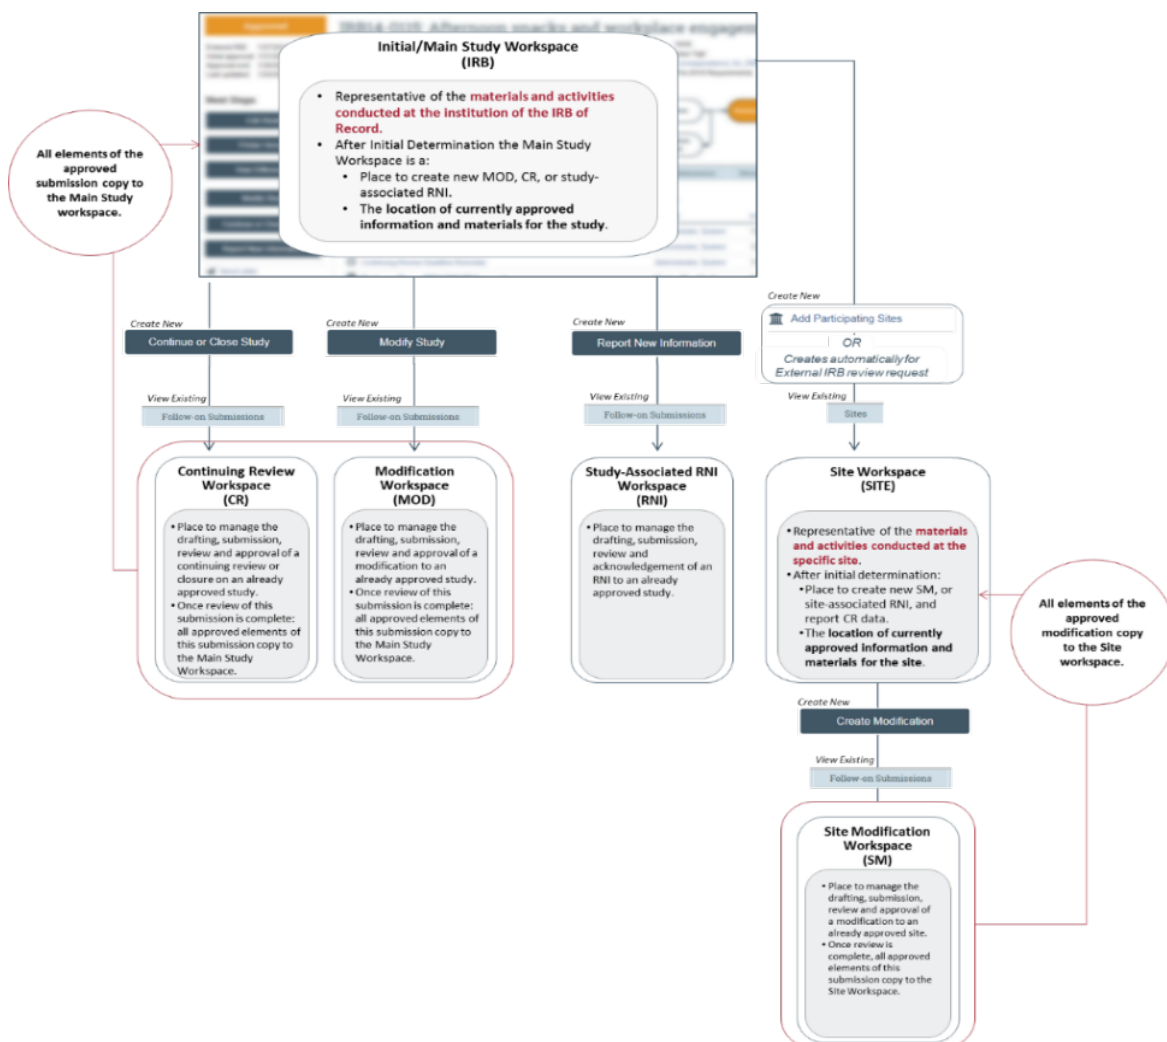 Approved
IRB14-0115: Afternoon snacks and workplace engagem
Next Steps
Initial/Main Study Workspace
(IRB)
• Representative of the materials and activities
conducted at the institution of the IRB of
Record.
• After Initial Determination the Main Study
Workspace is a:
• Place to create new MOD, CR, or study-
associated RNI.
• The location of currently approved
information and materials for the study.
All elements of the
approved
submission copy to
the Main Study
workspace.
Create New
Continue or Close Study
View Existing
Follow-on Submissions
Create New
Modify Study
View Existing
Follow-on Submissions
Create New
Report New Information
View Existing
Follow-on Submissions
Create New
Add Participating Sites
OR
Creates automatically for
External IRB review request
View Existing
Sites
Continuing Review
Workspace
(CR)
• Place to manage the
drafting, submission,
review and approval of a
continuing review or
closure on an already
approved study.
• Once review of this
submission is complete:
all approved elements of
this submission copy to
the Main Study
Workspace.
Modification
Workspace
(MOD)
• Place to manage the
drafting, submission,
review and approval of a
modification to an
already approved study.
• Once review of this
submission is complete:
all approved elements of
this submission copy to
the Main Study
Workspace.
Study-Associated RNI
Workspace
(RNI)
• Place to manage the
drafting, submission,
review and
acknowledgement of an
RNI to an already
approved study.
Site Workspace
(SITE)
• Representative of the materials
and activities conducted at the
specific site.
• After initial determination:
• Place to create new SM, or
site-associated RNI, and
report CR data.
• The location of currently
approved information and
materials for the site.
All elements of the
approved
modification copy
to the Site
workspace.
Create New
Create Modification
View Existing
Follow-on Submissions
Site Modification
Workspace
(SM)
• Place to manage the
drafting, submission,
review and approval of
a modification to an
already approved site.
• Once review is
complete, all approved
elements of this
submission copy to the
Site Workspace.